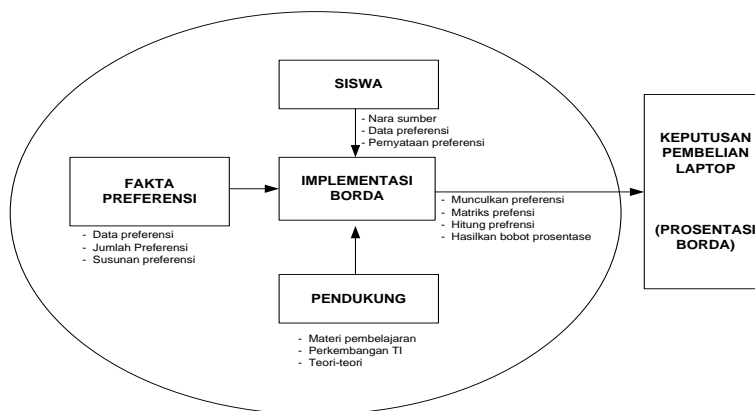 SISWA
- Nara sumber
- Data preferensi
- Pernyataan preferensi
FAKTA
PREFERENSI
- Data preferensi
- Jumlah Preferensi
- Susunan preferensi
IMPLEMENTASI
BORDA
- Munculkan preferensi
- Matriks prefensi
- Hitung prefrensi
- Hasilkan bobot prosentase
PENDUKUNG
- Materi pembelajaran
- Perkembangan TI
- Teori-teori
KEPUTUSAN
PEMBELIAN
LAPTOP
(PROSENTASI
BORDA)